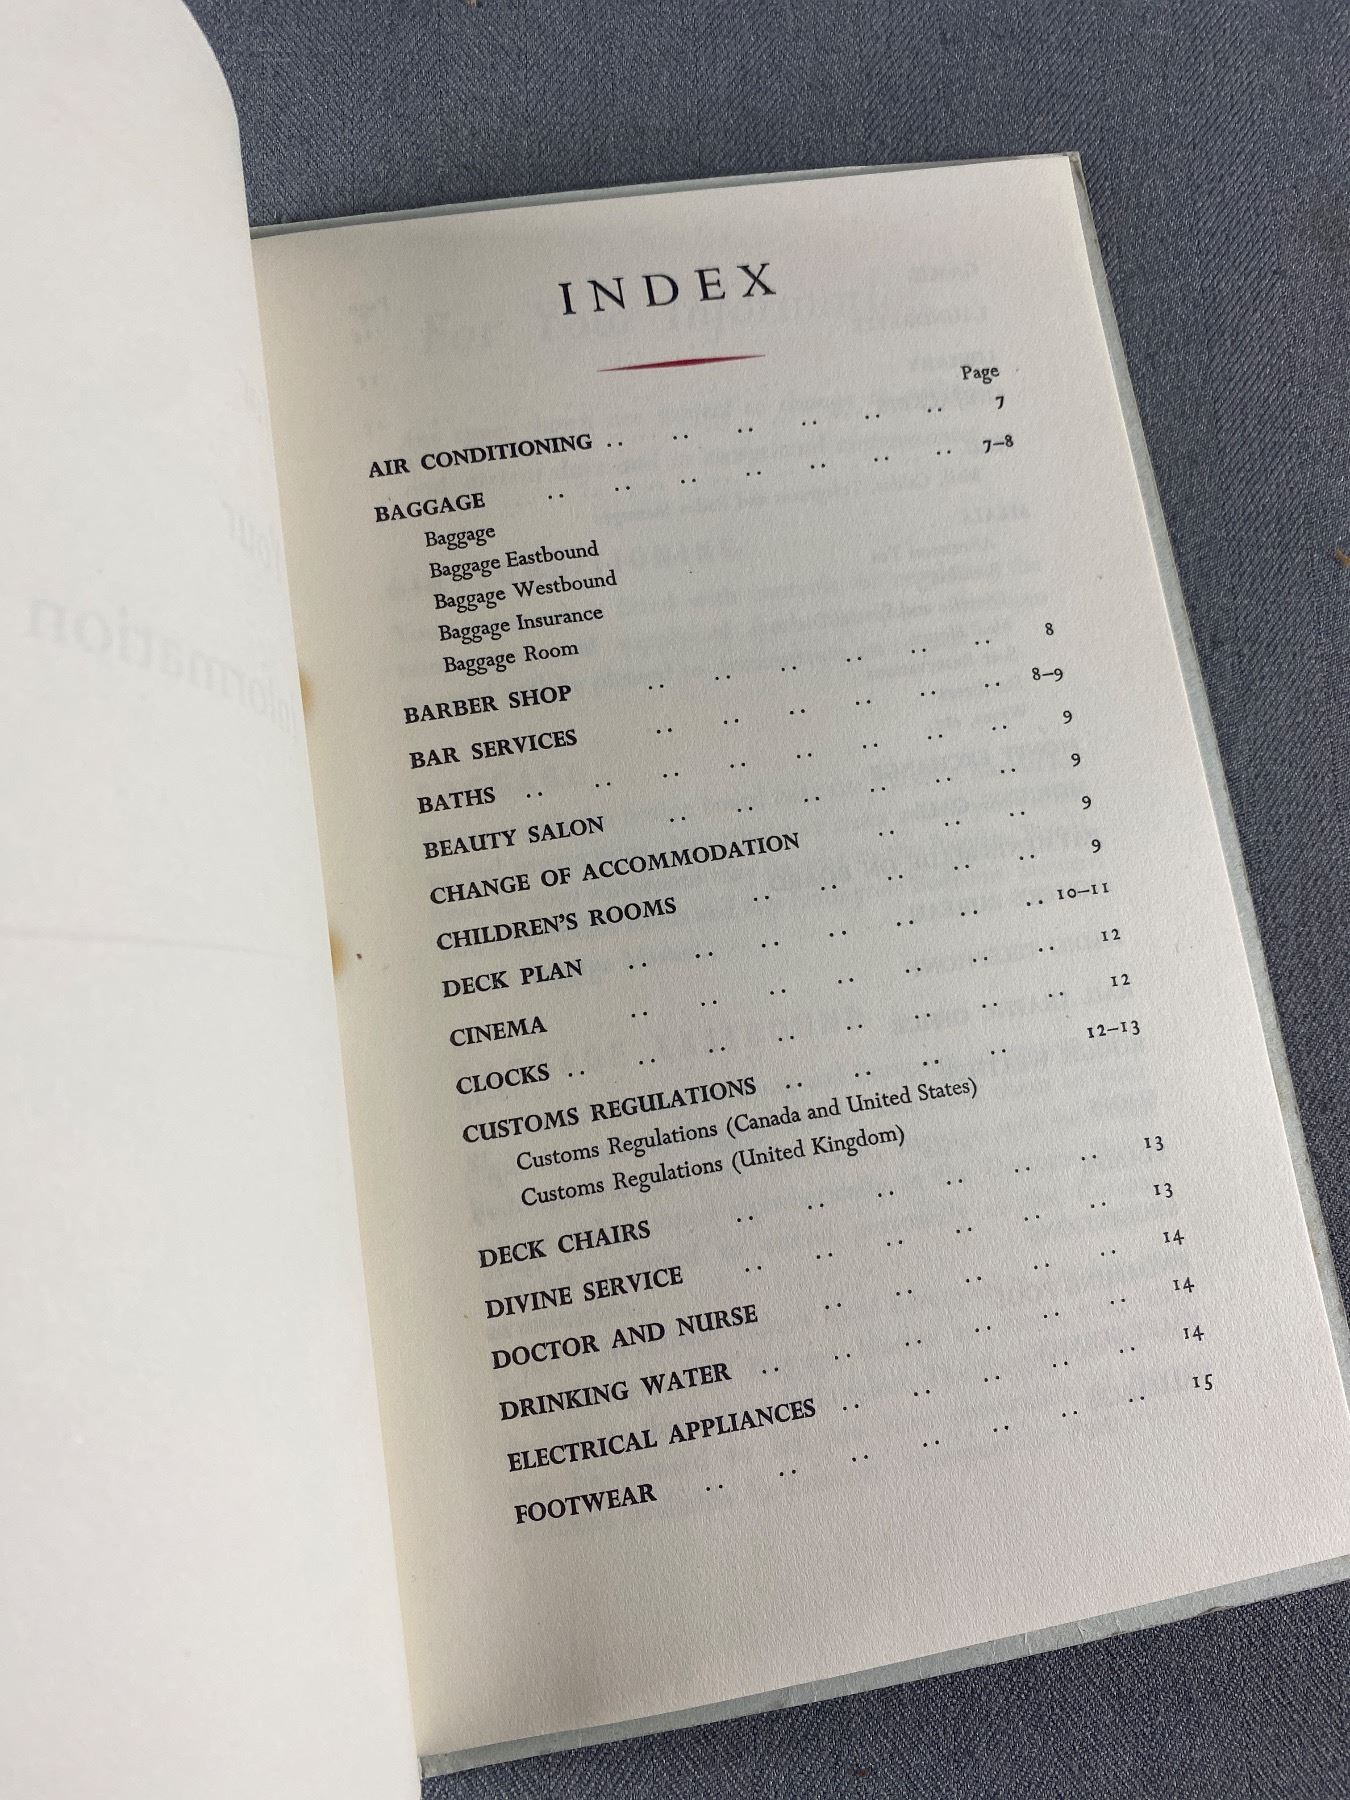 INDEX
Page
AIR CONDITIONING .. .. .. .. .. .. 7
BAGGAGE .. .. .. .. .. .. .. 7–8
Baggage
Baggage Eastbound
Baggage Westbound
Baggage Insurance
Baggage Room
BARBER SHOP .. .. .. .. .. .. 8
BAR SERVICES .. .. .. .. .. .. 8–9
BATHS .. .. .. .. .. .. .. .. 9
BEAUTY SALON .. .. .. .. .. .. 9
CHANGE OF ACCOMMODATION .. .. .. 9
CHILDREN'S ROOMS .. .. .. .. .. 9
DECK PLAN .. .. .. .. .. .. .. 10–11
CINEMA .. .. .. .. .. .. .. 12
CLOCKS .. .. .. .. .. .. .. .. 12
CUSTOMS REGULATIONS .. .. .. .. 12–13
Customs Regulations (Canada and United States)
Customs Regulations (United Kingdom)
DECK CHAIRS .. .. .. .. .. .. 13
DIVINE SERVICE .. .. .. .. .. .. 13
DOCTOR AND NURSE .. .. .. .. .. 14
DRINKING WATER .. .. .. .. .. .. 14
ELECTRICAL APPLIANCES .. .. .. .. .. 14
FOOTWEAR .. .. .. .. .. .. .. 15